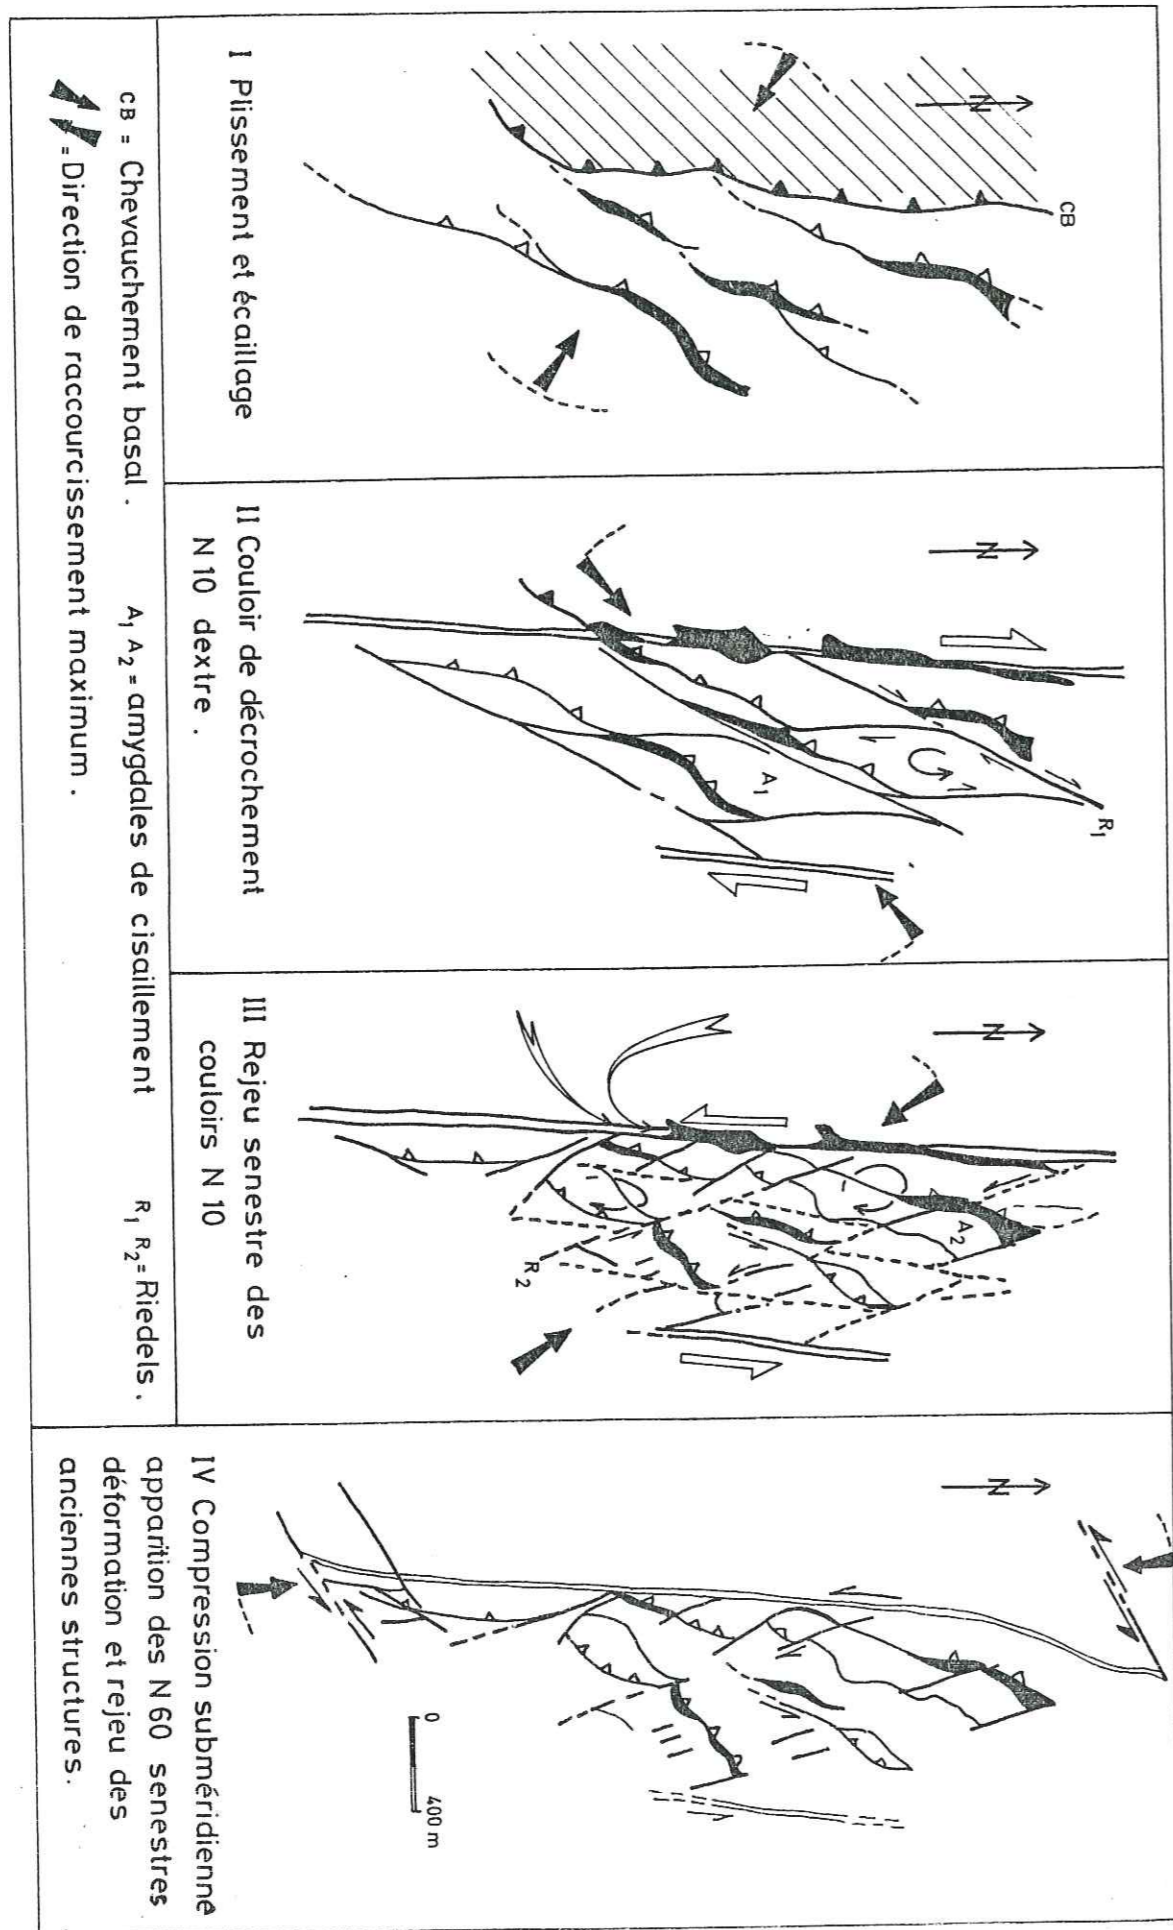 N
CB
I Plissement et écaillage
N
A1
R1
II Couloir de décrochement
N 10 dextre .
N
A2
R2
III Rejeu senestre des
couloirs N 10
N
0 400 m
IV Compression subméridienne
apparition des N 60 senestres
déformation et rejeu des
anciennes structures.
CB = Chevauchement basal . A1 A2 = amygdales de cisaillement R1 R2 = Riedels .
= Direction de raccourcissement maximum .